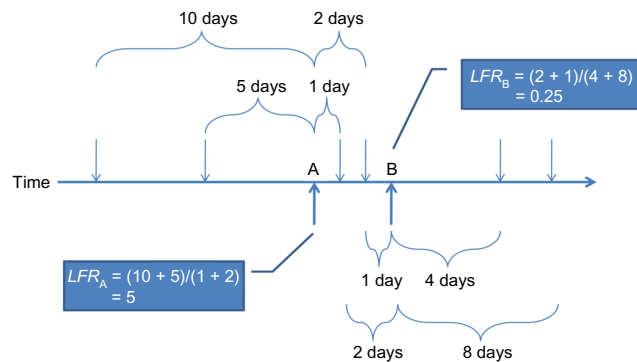 10 days
2 days
5 days
1 day
LFR_B = (2 + 1)/(4 + 8)
= 0.25
A
B
Time
LFR_A = (10 + 5)/(1 + 2)
= 5
1 day
4 days
2 days
8 days